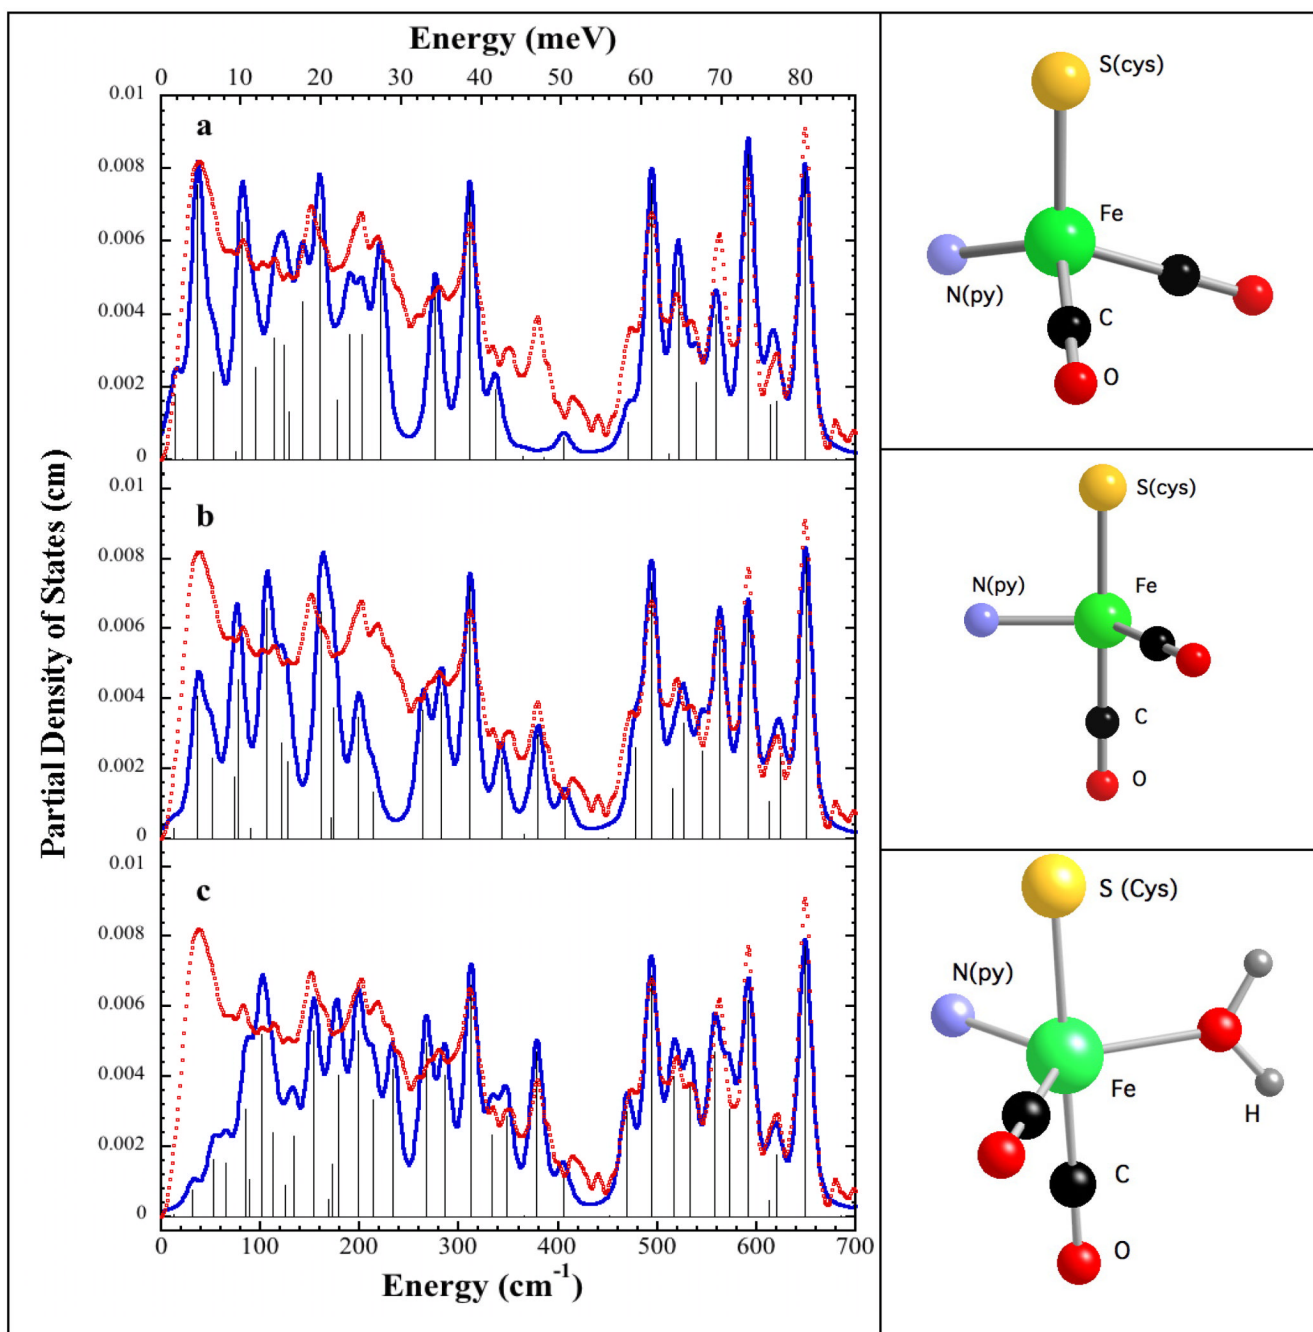 Energy (meV)
0 10 20 30 40 50 60 70 80
Partial Density of States (cm)
a
0.01
0.008
0.006
0.004
0.002
0
b
0.01
0.008
0.006
0.004
0.002
0
c
0.01
0.008
0.006
0.004
0.002
0
0 100 200 300 400 500 600 700
Energy (cm⁻¹)
S(cys)
Fe
N(py)
C
O
S(cys)
N(py)
Fe
C
O
S (Cys)
N(py)
Fe
H
C
O